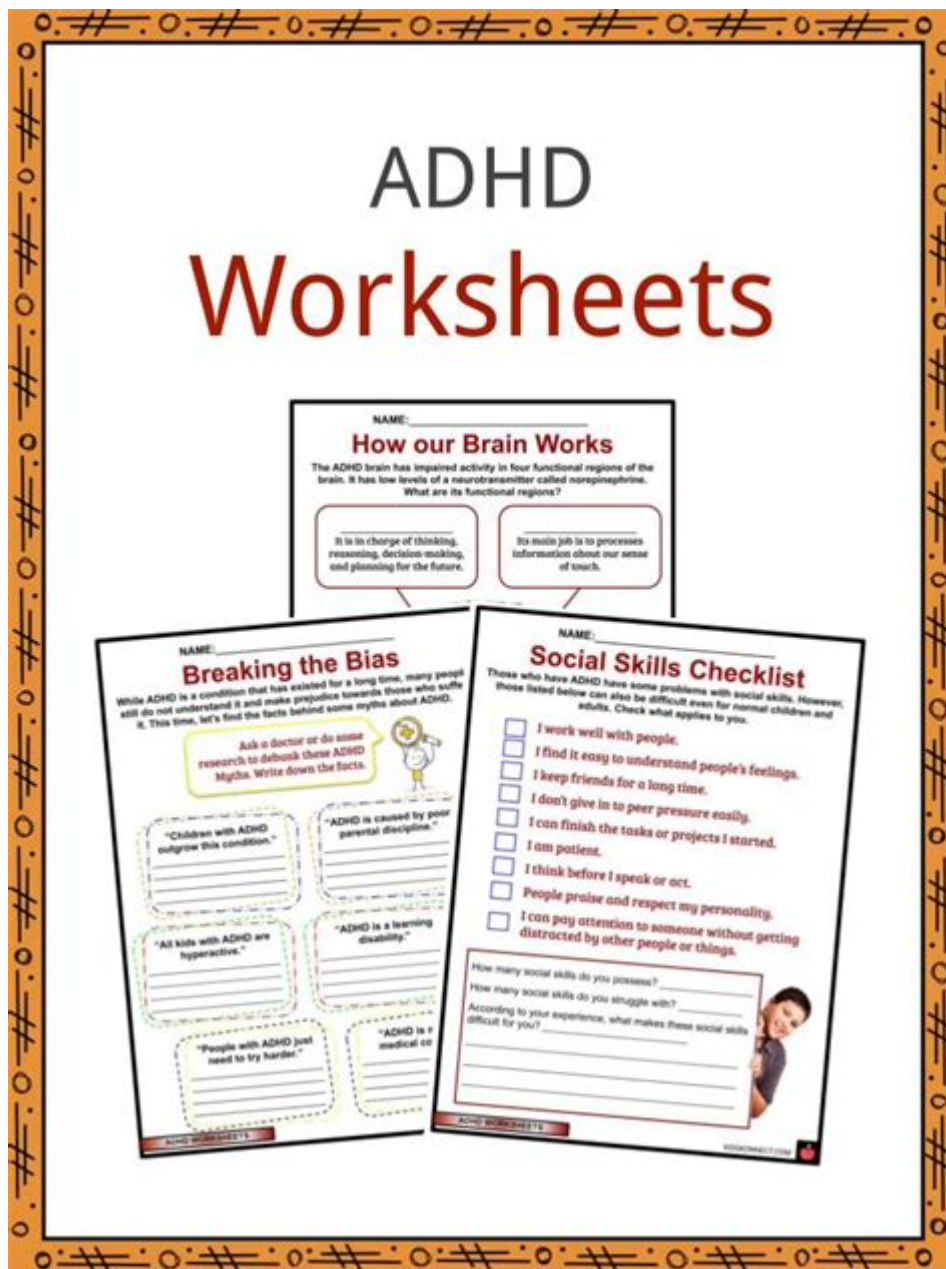 ADHD
Worksheets
NAME:
How our Brain Works
The ADHD brain has impaired activity in four functional regions of the
brain. It has low levels of a neurotransmitter called norepinephrine.
What are its functional regions?
It is in charge of thinking,
reasoning, decision-making,
and planning for the future.
Its main job is to processes
information about our sense
of touch.
NAME:
Breaking the Bias
While ADHD is a condition that has existed for a long time, many peopl
still do not understand it and make prejudice towards those who suffe
it. This time, let's find the facts behind some myths about ADHD.
Ask a doctor or do some
research to debunk these ADHD
Myths. Write down the facts.
"Children with ADHD
outgrow this condition."
"ADHD is caused by poor
parental discipline."
"All kids with ADHD are
hyperactive."
"ADHD is a learning
disability."
"People with ADHD just
need to try harder."
"ADHD is
medical co
ADHD WORKSHEETS
NAME:
Social Skills Checklist
Those who have ADHD have some problems with social skills. However,
those listed below can also be difficult even for normal children and
adults. Check what applies to you.
I work well with people.
I find it easy to understand people's feelings.
I keep friends for a long time.
I don't give in to peer pressure easily.
I can finish the tasks or projects I started.
I am patient.
I think before I speak or act.
People praise and respect my personality.
I can pay attention to someone without getting
distracted by other people or things.
How many social skills do you possess?
How many social skills do you struggle with?
According to your experience, what makes these social skills
difficult for you?
ADHD WORKSHEETS
KIDSKONNECT.COM